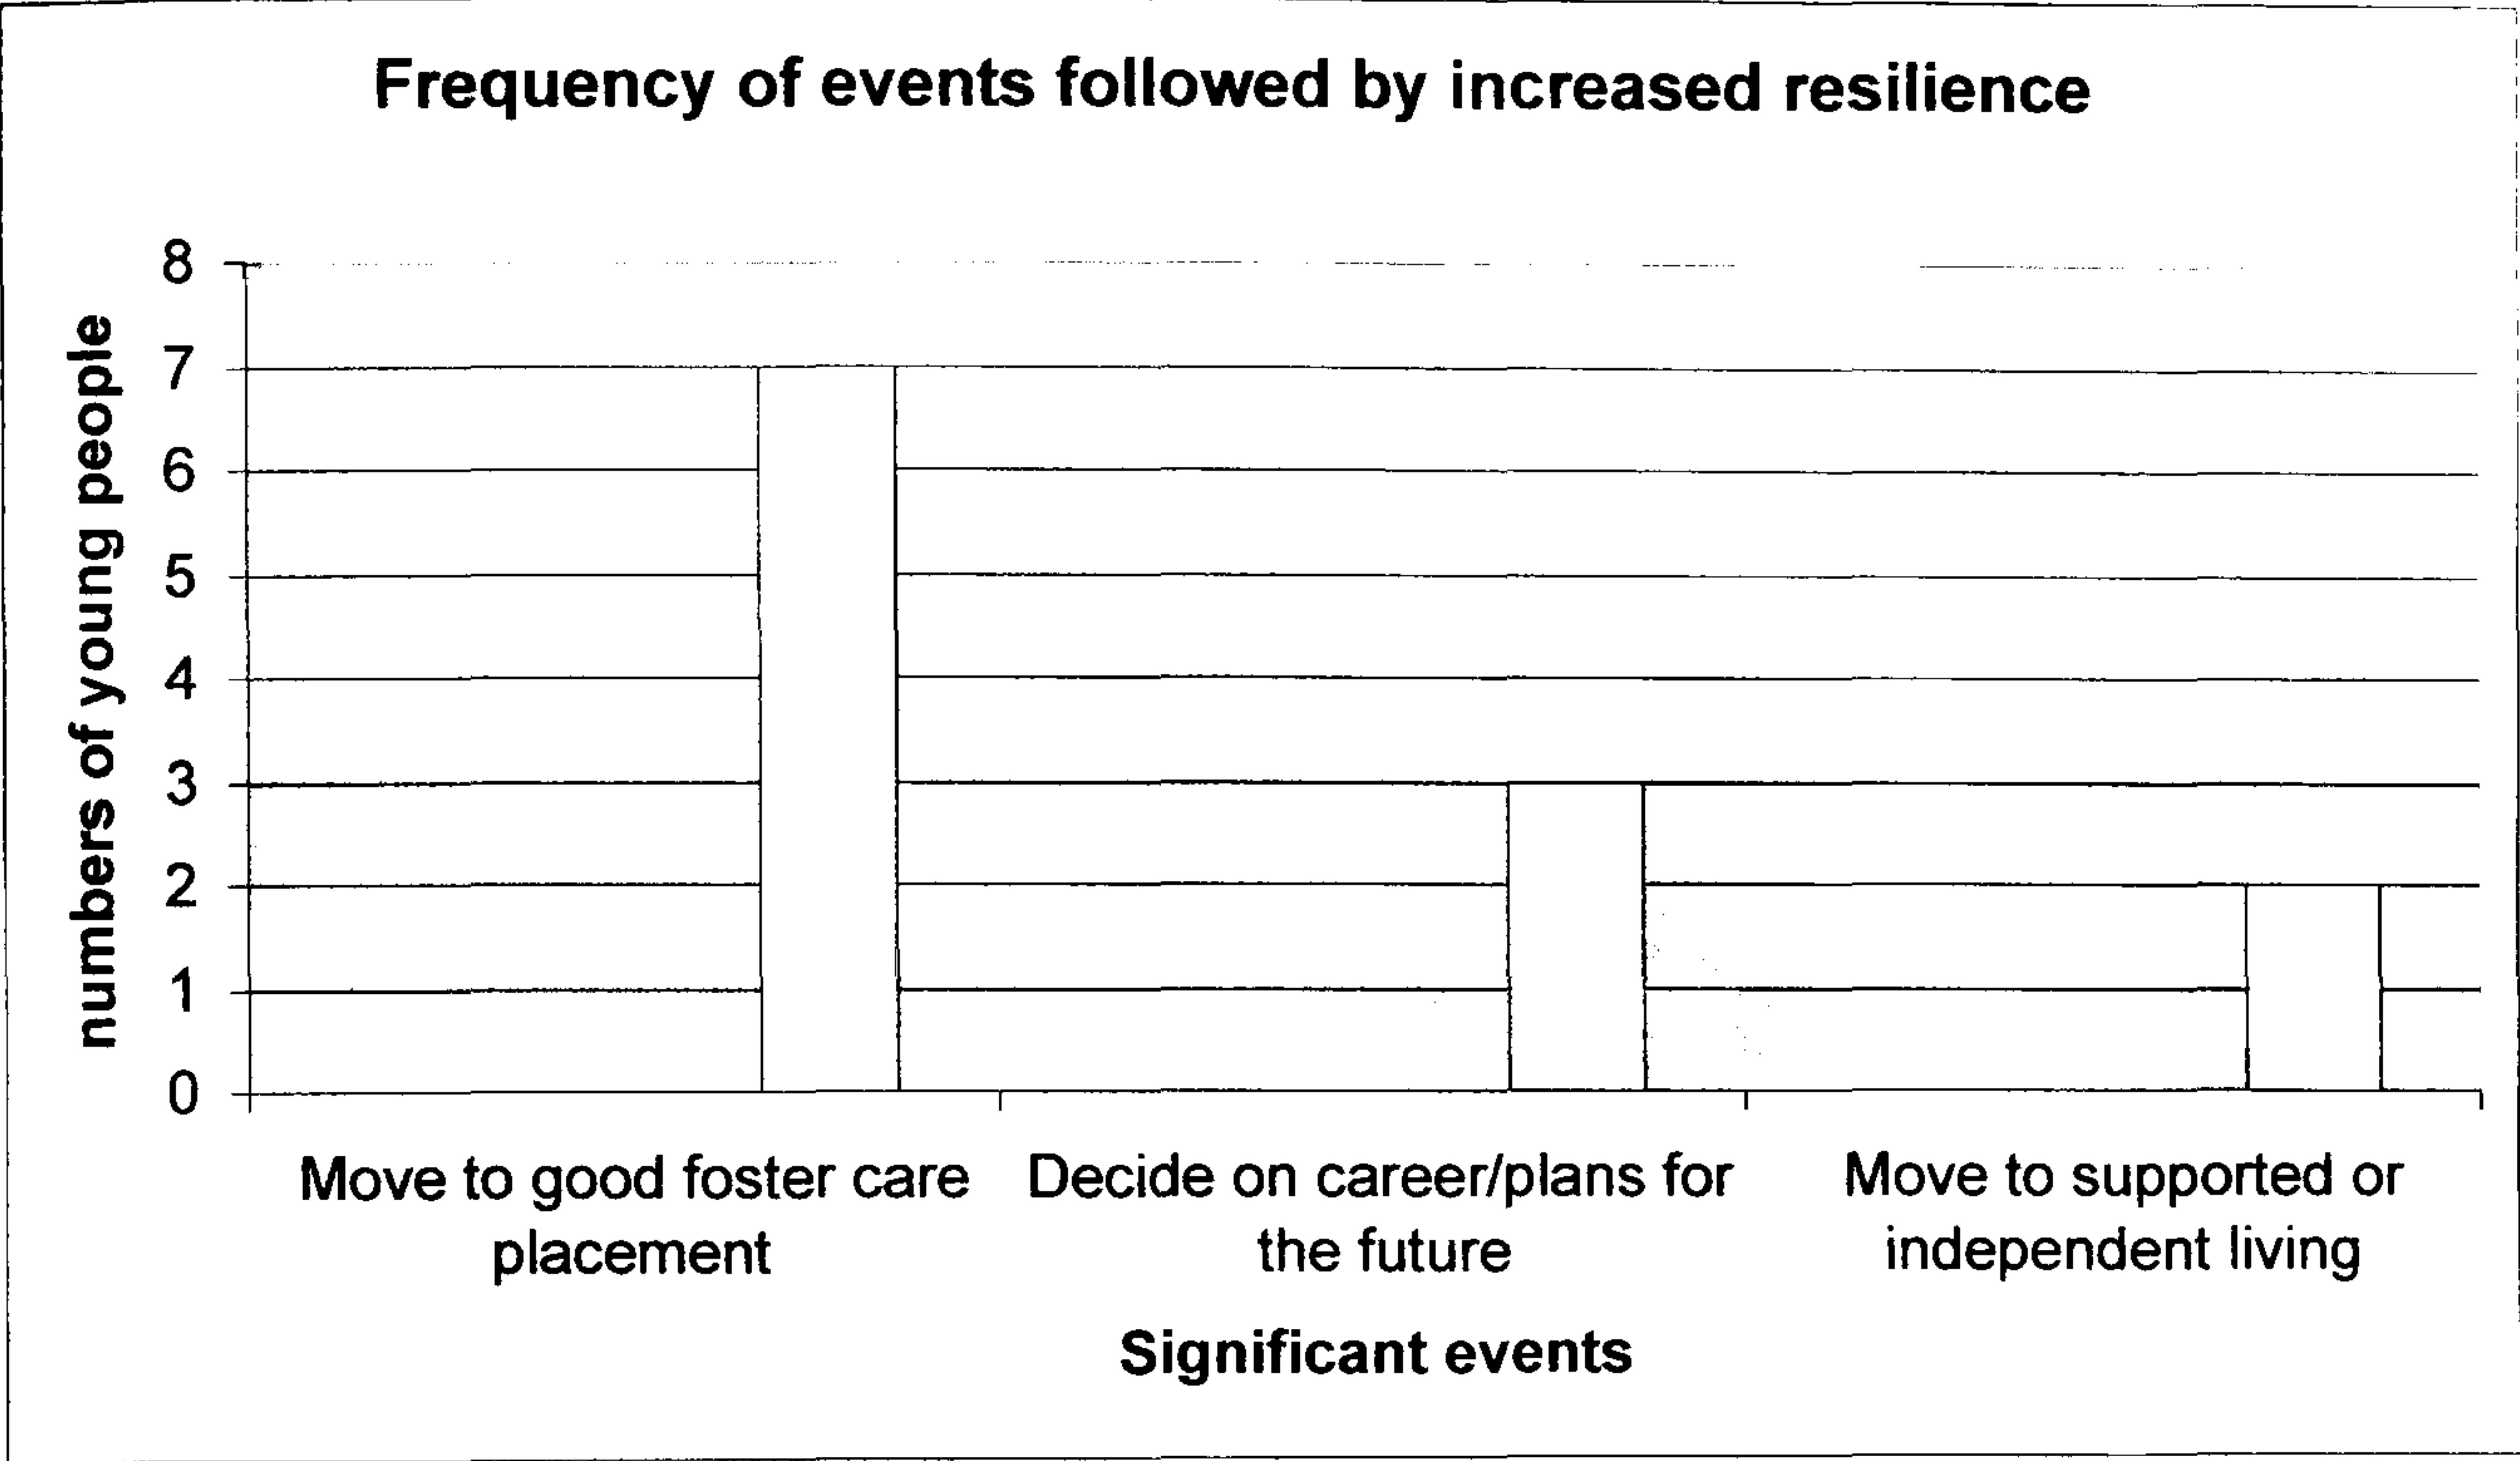 Frequency of events followed by increased resilience
numbers of young people
8
7
6
5
4
3
2
1
0
Move to good foster care
placement
Decide on career/plans for
the future
Move to supported or
independent living
Significant events